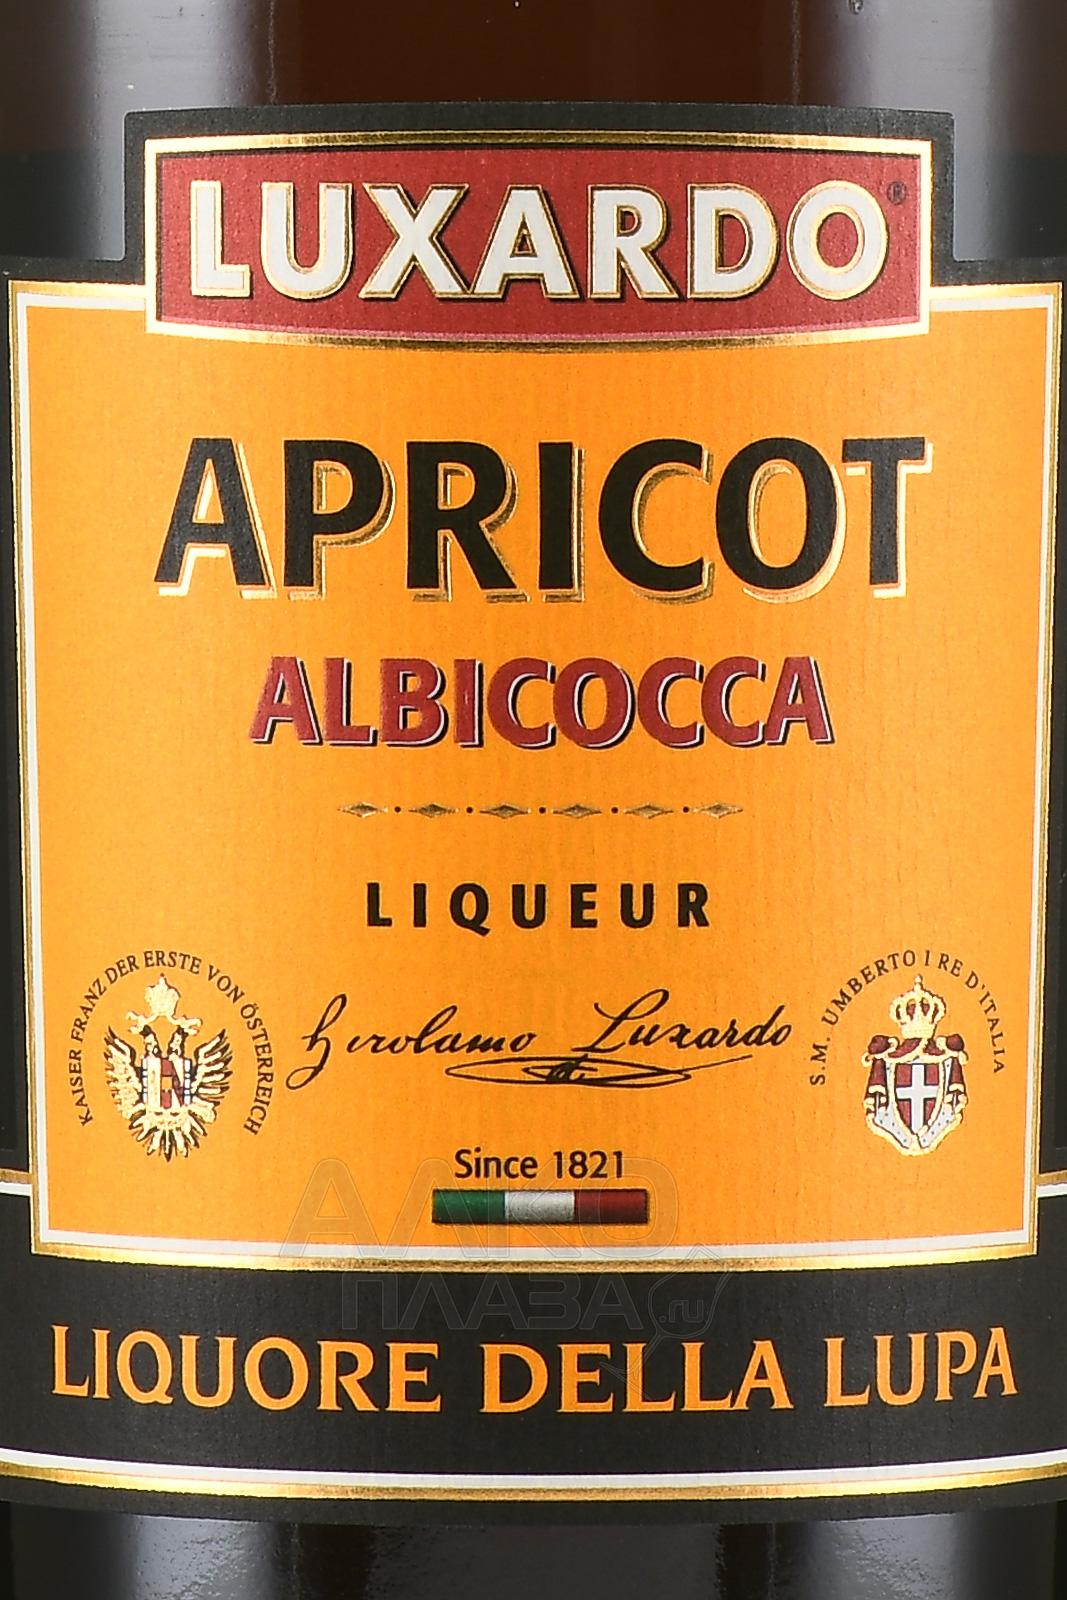 LUXARDO®
APRICOT
ALBICOCCA
LIQUEUR
KAISER FRANZ DER ERSTE VON ÖSTERREICH
Girolamo Luxardo
S.M. UMBERTO I RE D'ITALIA
Since 1821
АЛКО
ПЛАЗА.ru
LIQUORE DELLA LUPA